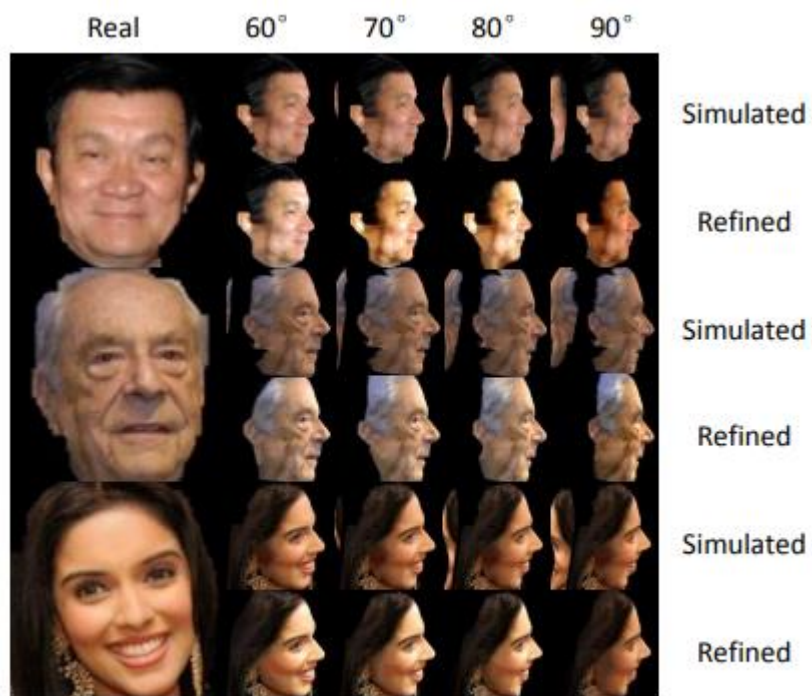 Real 60° 70° 80° 90°
Simulated
Refined
Simulated
Refined
Simulated
Refined